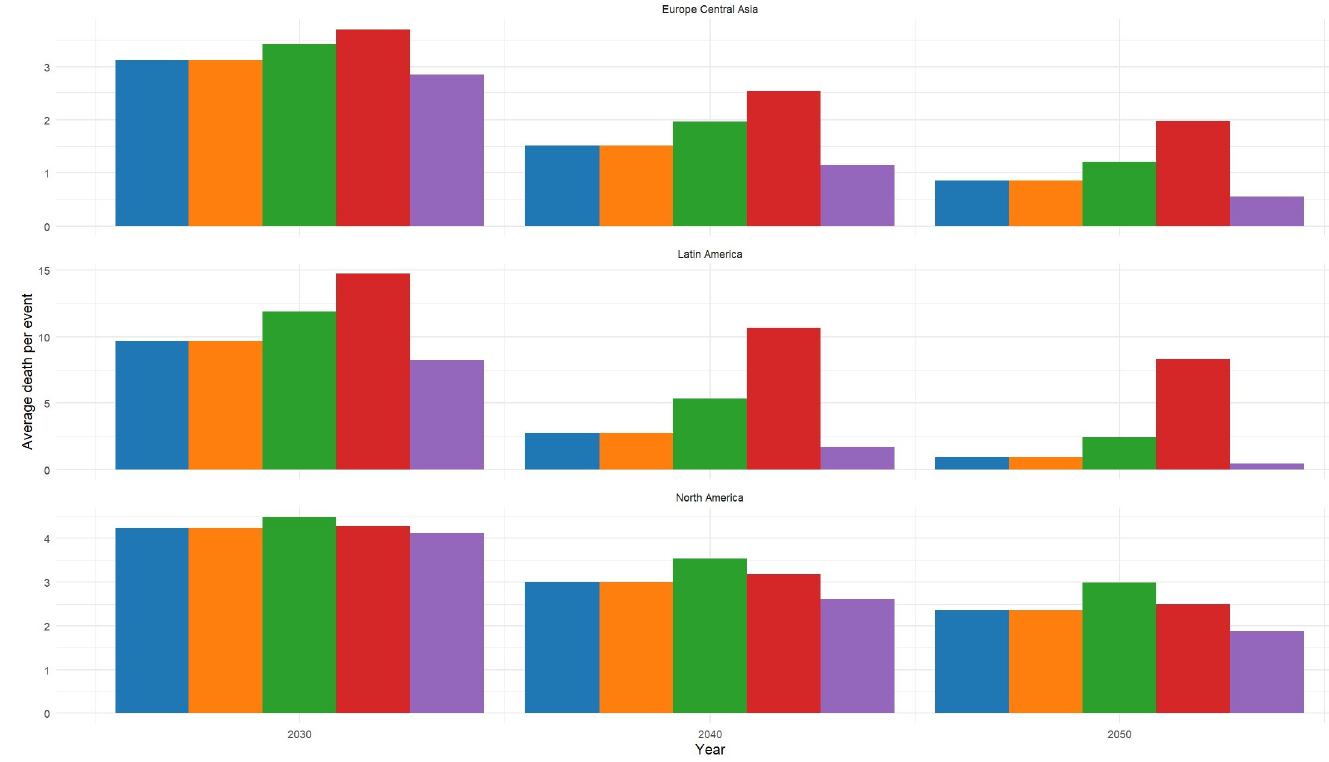 Europe Central Asia
3
2
1
0
Latin America
15
10
5
0
Average death per event
North America
4
3
2
1
0
2030 2040 2050
Year